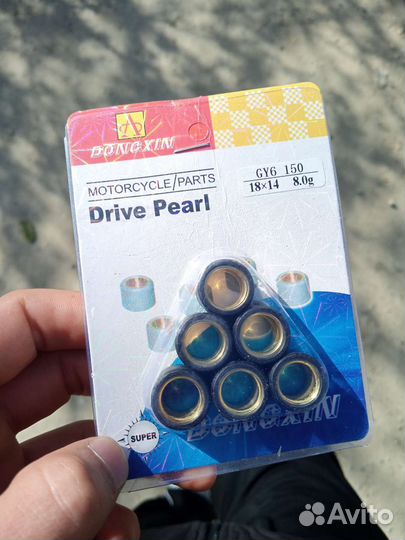 DONGXIN
MOTORCYCLE/PARTS
Drive Pearl
GY6 150
18×14 8.0g
SUPER
DONGXIN
Avito